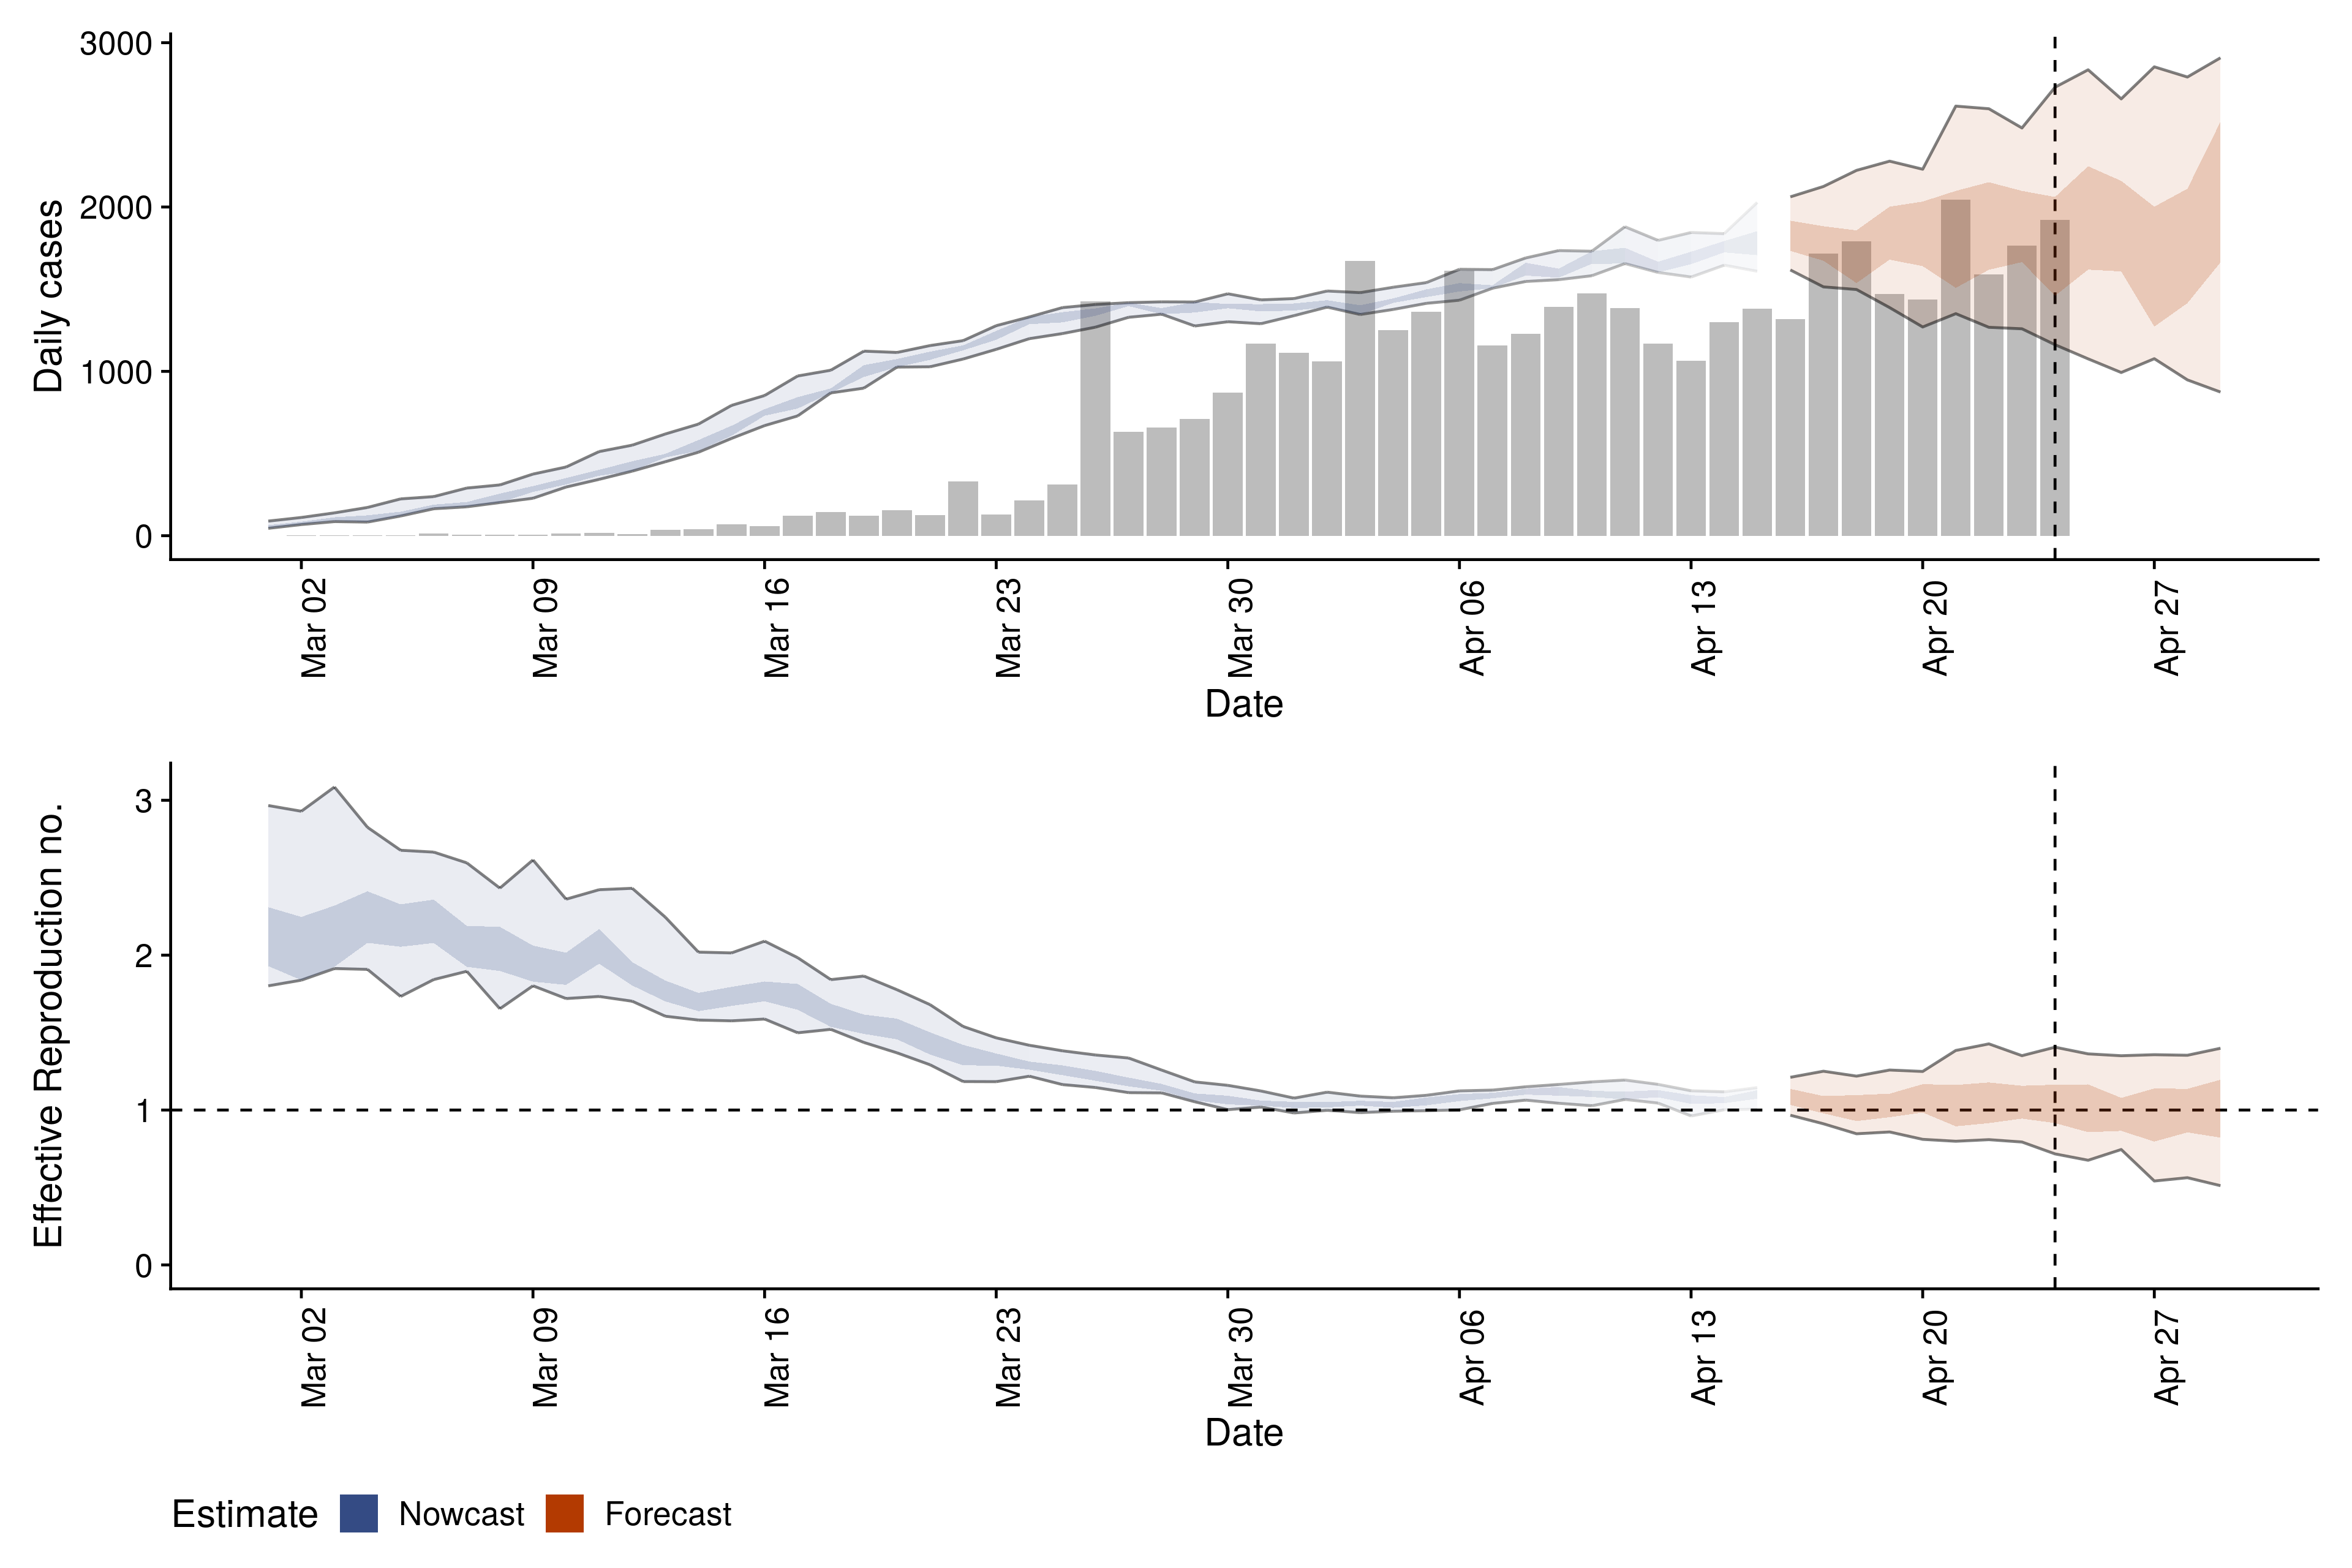 Daily cases
3000
2000
1000
0
Mar 02
Mar 09
Mar 16
Mar 23
Mar 30
Apr 06
Apr 13
Apr 20
Apr 27
Date
Effective Reproduction no.
3
2
1
0
Mar 02
Mar 09
Mar 16
Mar 23
Mar 30
Apr 06
Apr 13
Apr 20
Apr 27
Date
Estimate Nowcast Forecast